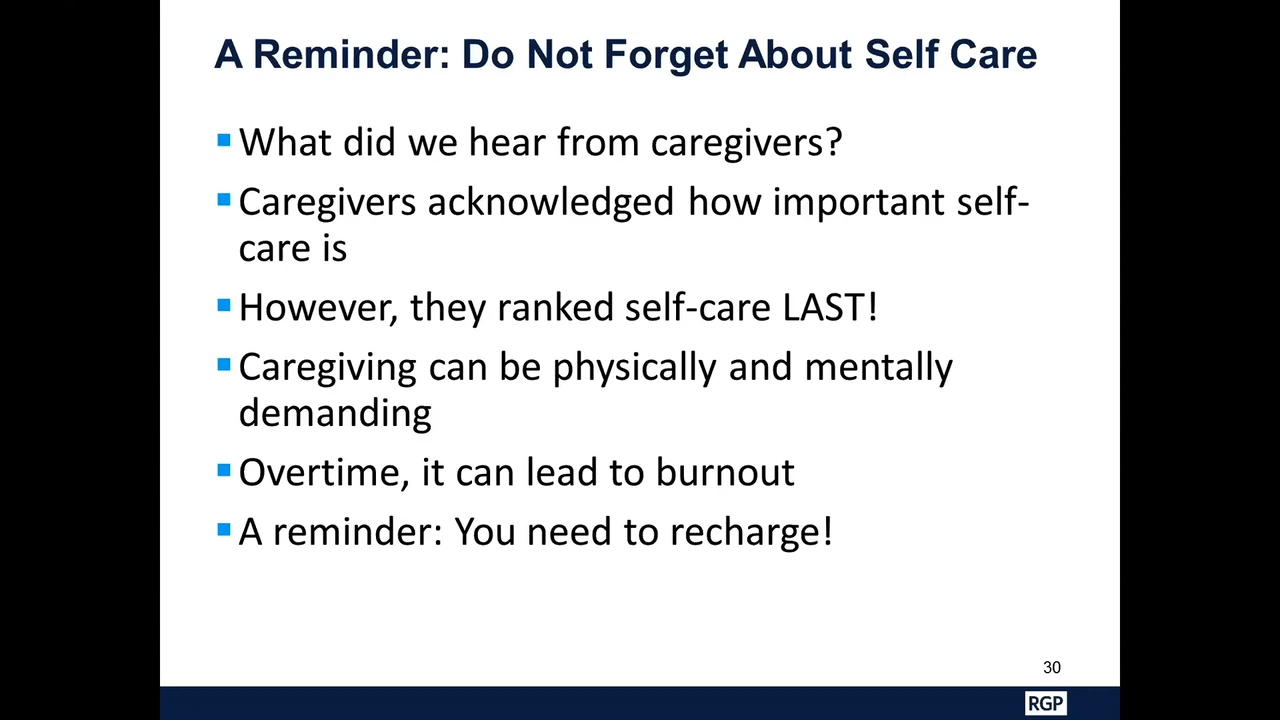 A Reminder: Do Not Forget About Self Care
What did we hear from caregivers?
Caregivers acknowledged how important self-
care is
However, they ranked self-care LAST!
Caregiving can be physically and mentally
demanding
Overtime, it can lead to burnout
A reminder: You need to recharge!
30
RGP